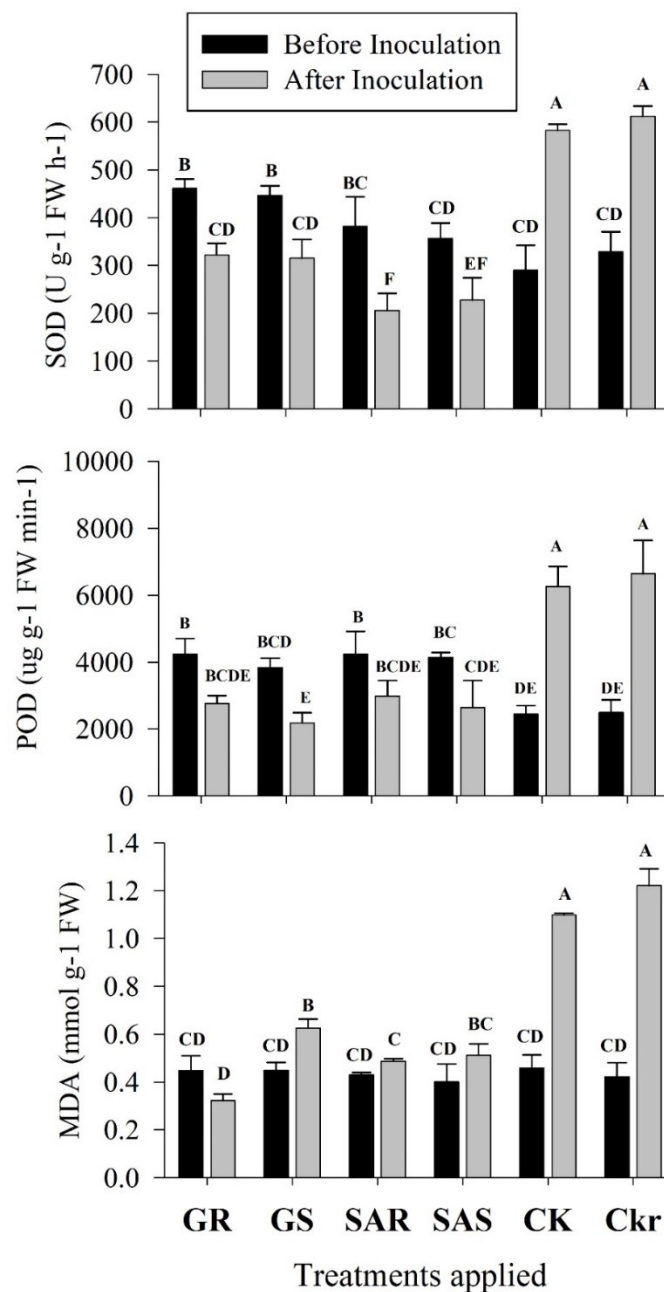 Before Inoculation
After Inoculation
SOD (U g-1 FW h-1)
700
600
500
400
300
200
100
0
B CD B CD BC F CD EF CD A CD A
POD (ug g-1 FW min-1)
10000
8000
6000
4000
2000
0
B BCDE BCD E B BCDE BC CDE DE A DE A
MDA (mmol g-1 FW)
1.4
1.2
1.0
0.8
0.6
0.4
0.2
0.0
CD D CD B CD C CD BC CD A CD A
GR GS SAR SAS CK Ckr
Treatments applied